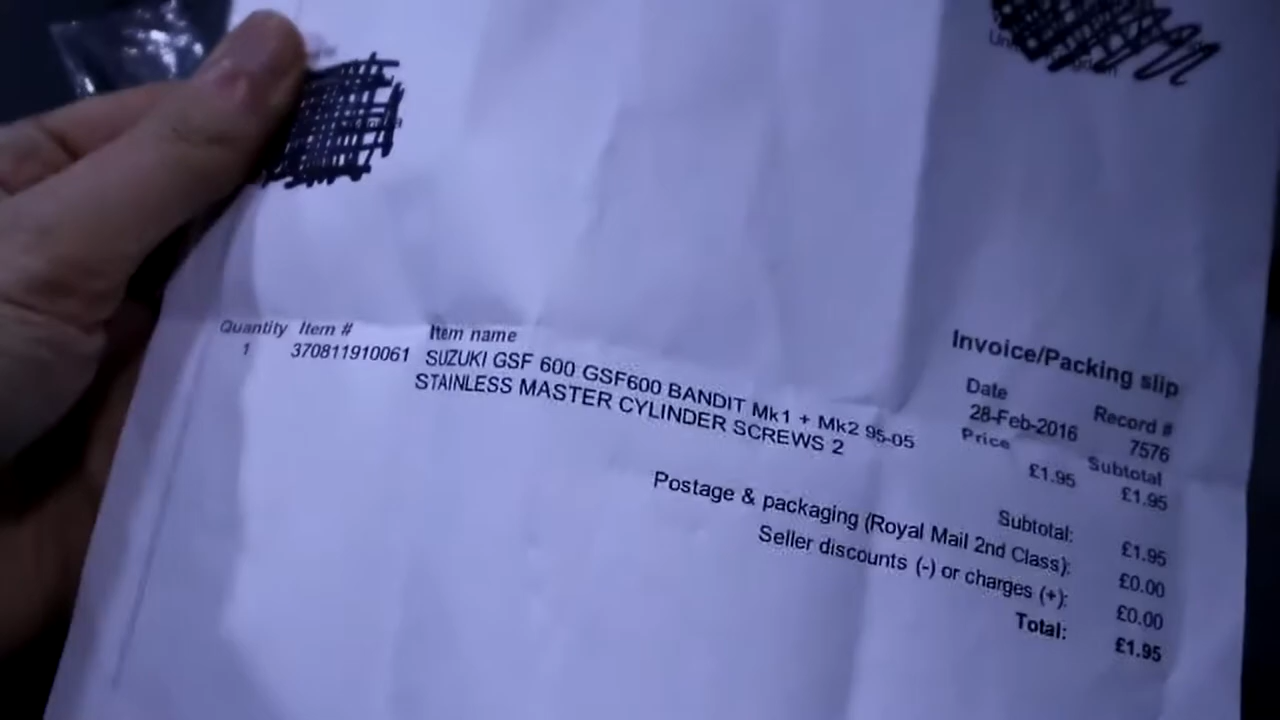 Invoice/Packing slip
Date Record #
28-Feb-2016 7576
Quantity Item # Item name Price Subtotal
1 370811910061 SUZUKI GSF 600 GSF600 BANDIT Mk1 + Mk2 95-05 £1.95 £1.95
STAINLESS MASTER CYLINDER SCREWS 2
Subtotal: £1.95
Postage & packaging (Royal Mail 2nd Class): £0.00
Seller discounts (-) or charges (+): £0.00
Total: £1.95